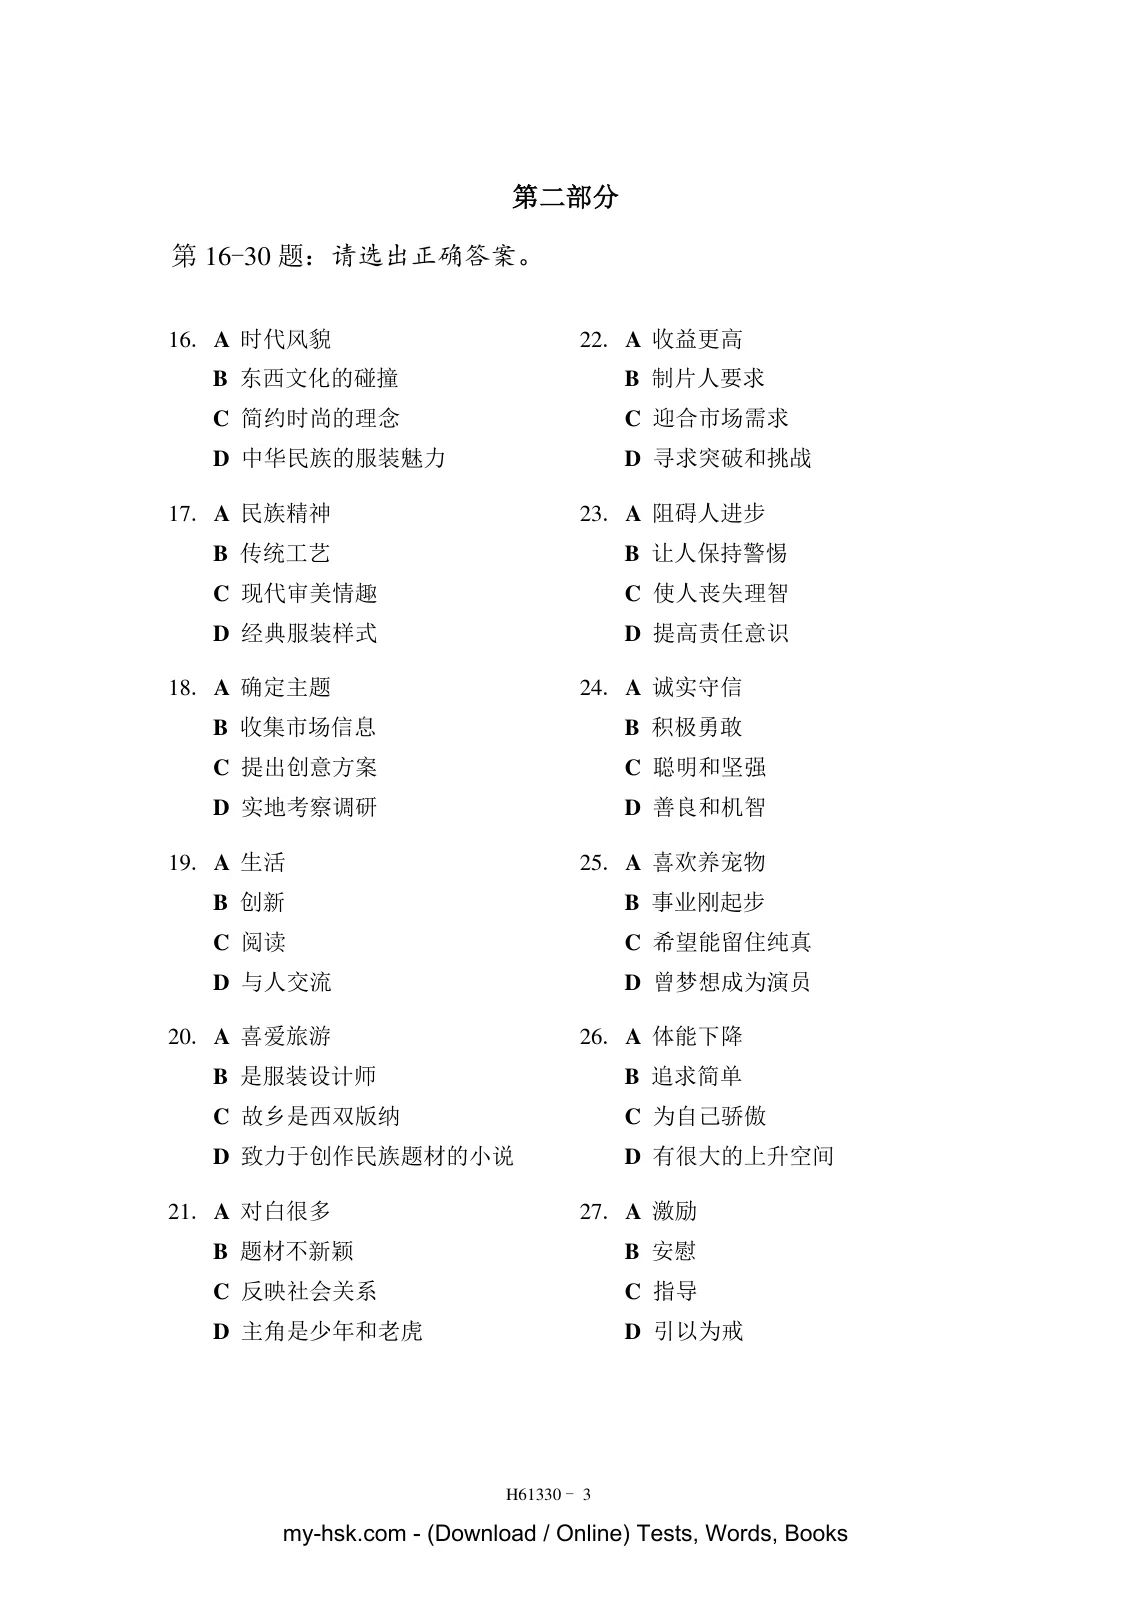 第二部分
第 16-30 题：请选出正确答案。
16. A 时代风貌
B 东西文化的碰撞
C 简约时尚的理念
D 中华民族的服装魅力
17. A 民族精神
B 传统工艺
C 现代审美情趣
D 经典服装样式
18. A 确定主题
B 收集市场信息
C 提出创意方案
D 实地考察调研
19. A 生活
B 创新
C 阅读
D 与人交流
20. A 喜爱旅游
B 是服装设计师
C 故乡是西双版纳
D 致力于创作民族题材的小说
21. A 对白很多
B 题材不新颖
C 反映社会关系
D 主角是少年和老虎
22. A 收益更高
B 制片人要求
C 迎合市场需求
D 寻求突破和挑战
23. A 阻碍人进步
B 让人保持警惕
C 使人丧失理智
D 提高责任意识
24. A 诚实守信
B 积极勇敢
C 聪明和坚强
D 善良和机智
25. A 喜欢养宠物
B 事业刚起步
C 希望能留住纯真
D 曾梦想成为演员
26. A 体能下降
B 追求简单
C 为自己骄傲
D 有很大的上升空间
27. A 激励
B 安慰
C 指导
D 引以为戒
H61330- 3
my-hsk.com - (Download / Online) Tests, Words, Books